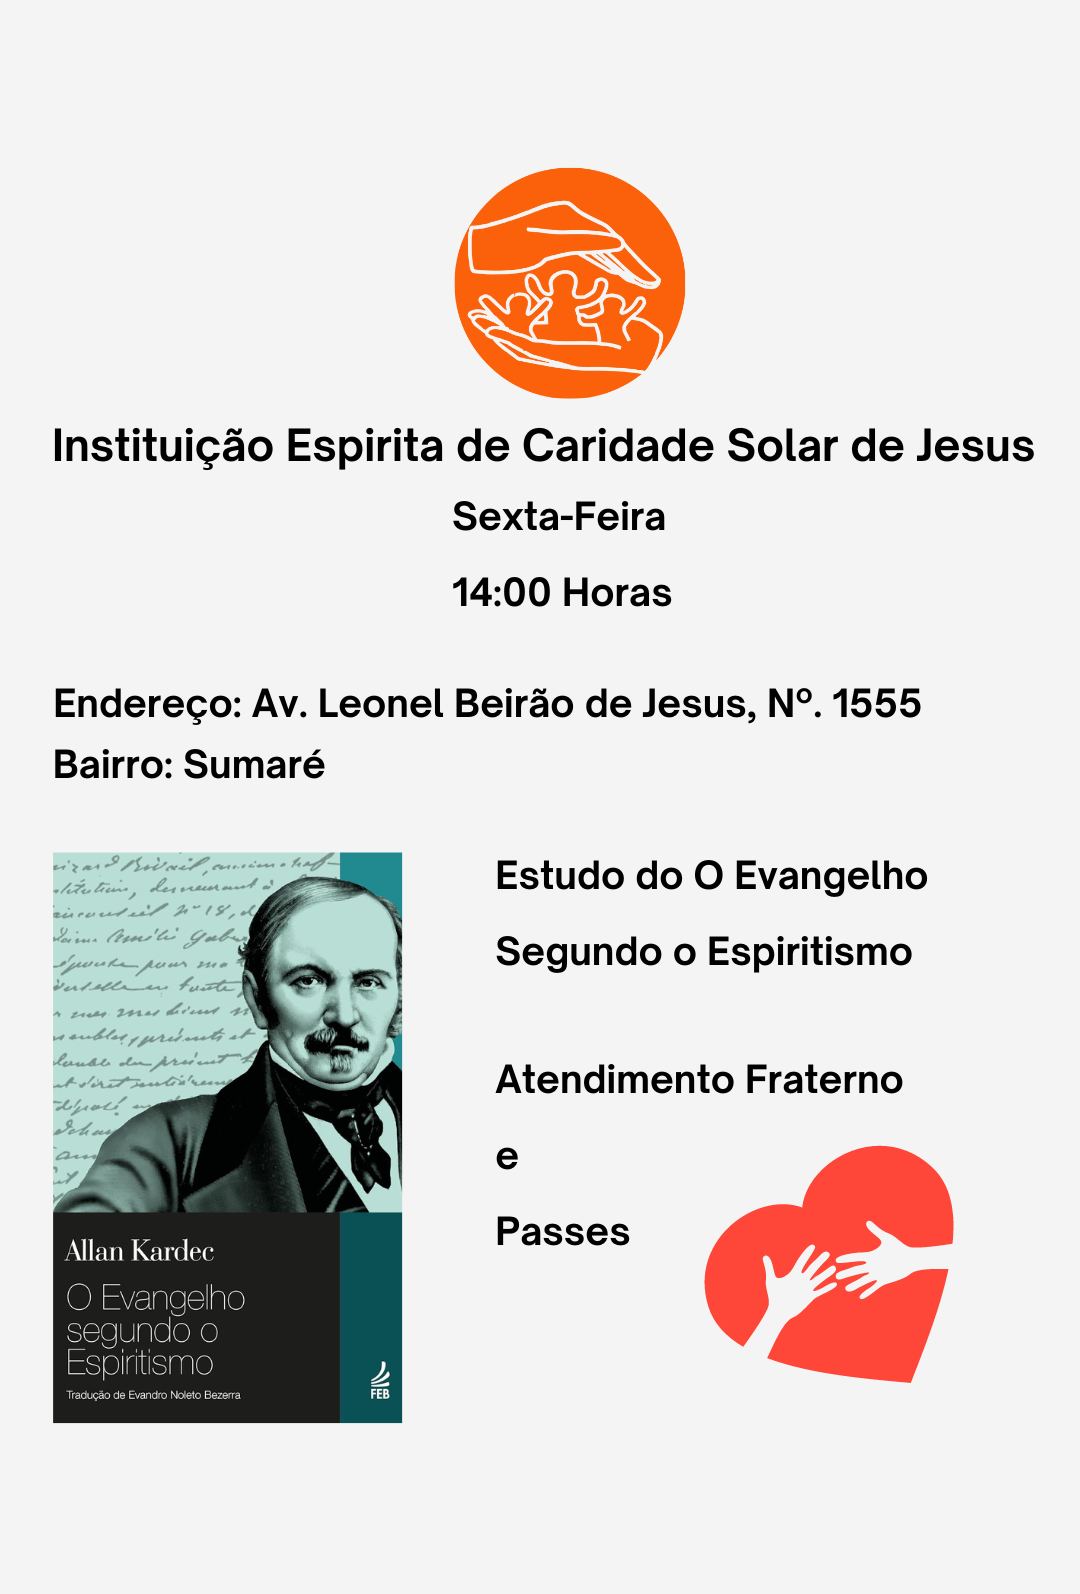 Instituição Espirita de Caridade Solar de Jesus
Sexta-Feira
14:00 Horas
Endereço: Av. Leonel Beirão de Jesus, Nº. 1555
Bairro: Sumaré
Estudo do O Evangelho
Segundo o Espiritismo
Atendimento Fraterno
e
Passes
Allan Kardec
O Evangelho
segundo o
Espiritismo
Tradução de Evandro Noleto Bezerra
FEB